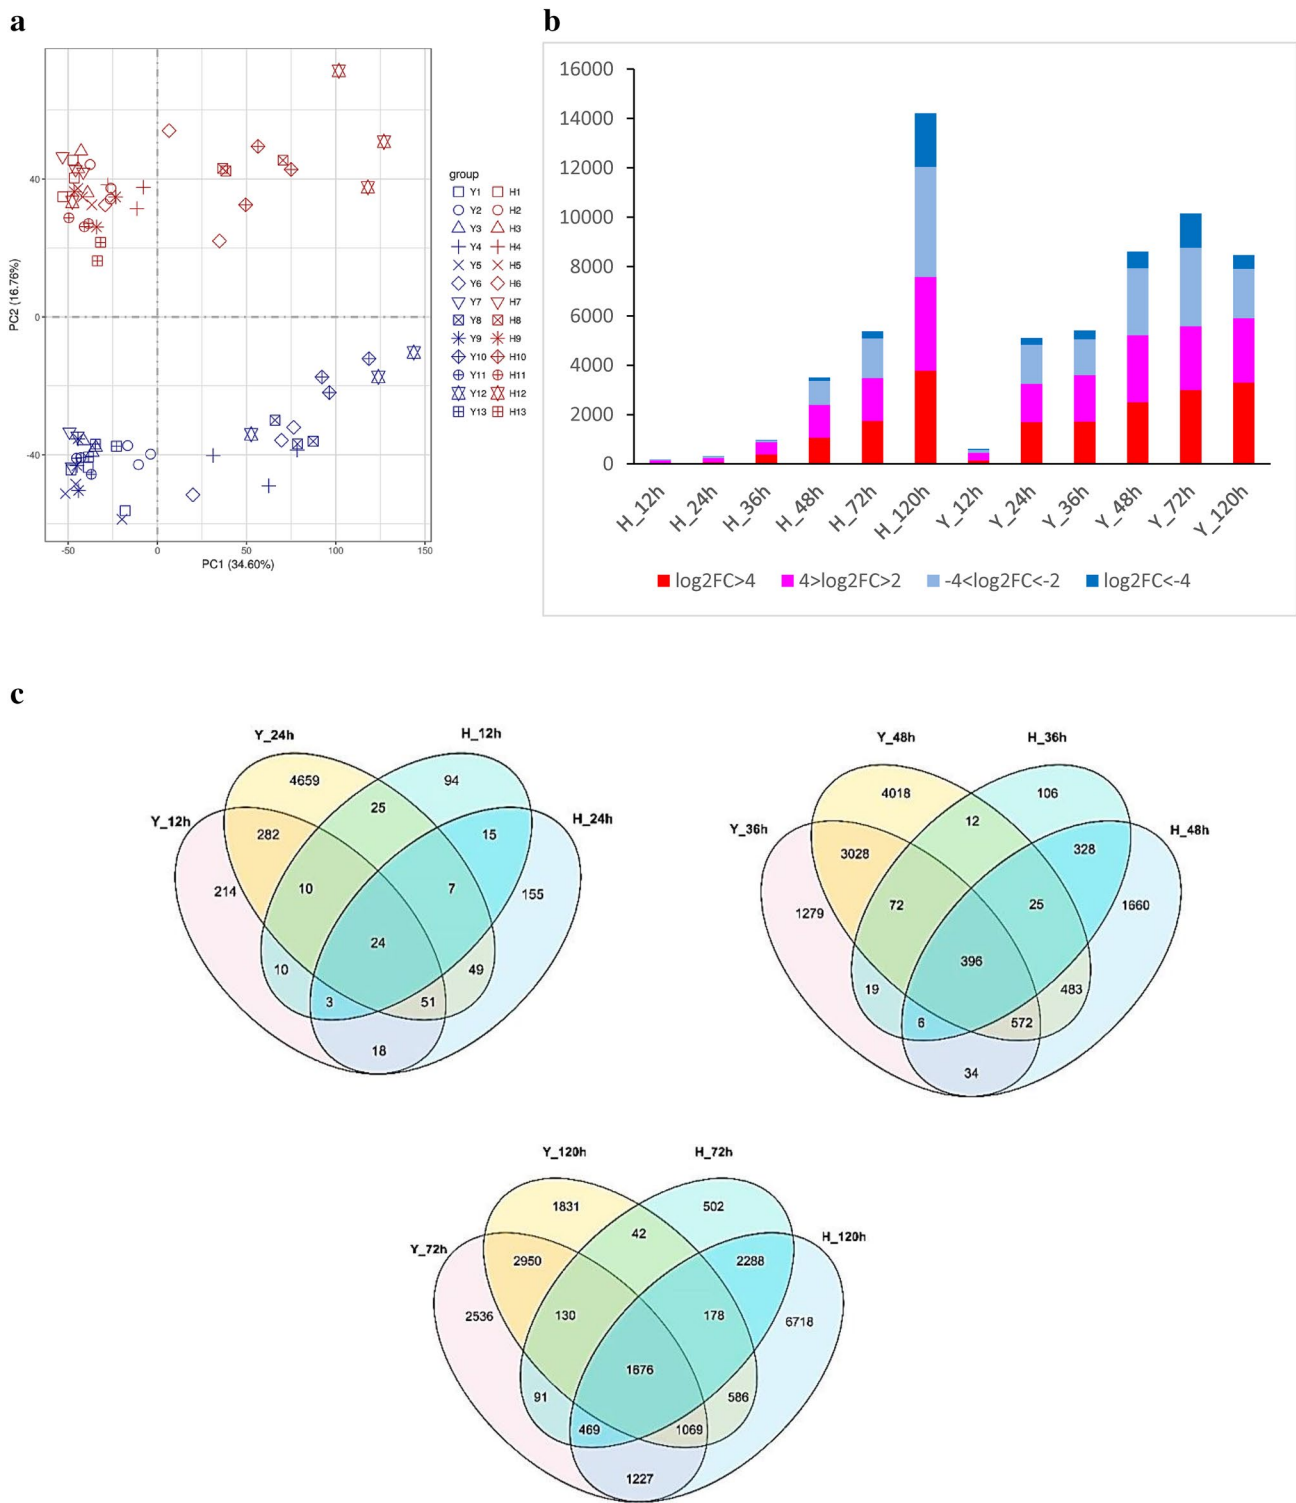 a
40
0
-40
-50
0
50
100
150
PC2 (16.76%)
PC1 (34.60%)
group
Y1 H1
Y2 H2
Y3 H3
Y4 H4
Y5 H5
Y6 H6
Y7 H7
Y8 H8
Y9 H9
Y10 H10
Y11 H11
Y12 H12
Y13 H13
b
16000
14000
12000
10000
8000
6000
4000
2000
0
H_12h
H_24h
H_36h
H_48h
H_72h
H_120h
Y_12h
Y_24h
Y_36h
Y_48h
Y_72h
Y_120h
log2FC>4 4>log2FC>2 -4<log2FC<-2 log2FC<-4
c
Y_24h H_12h
Y_12h H_24h
4659 94
25
282 15
214 10 7 155
24
10 49
3 51
18
Y_48h H_36h
Y_36h H_48h
4018 106
12
3028 328
1279 72 25 1660
396
19 483
6 572
34
Y_120h H_72h
Y_72h H_120h
1831 502
42
2950 2288
2536 130 178 6718
1676
91 586
469 1069
1227